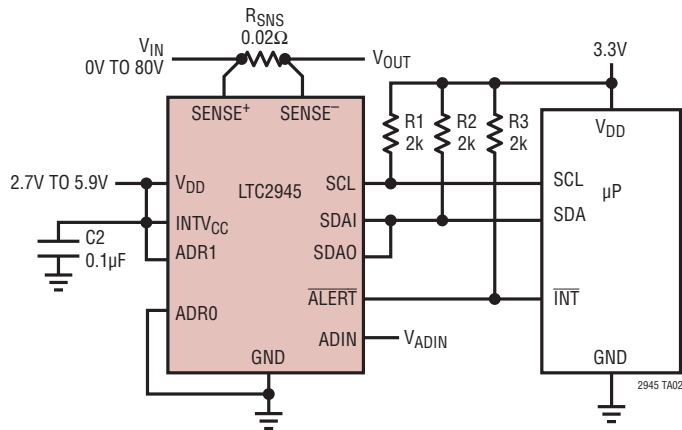 RSNS
0.02Ω
VIN
0V TO 80V
VOUT
3.3V
SENSE+
SENSE–
R1
2k
R2
2k
R3
2k
VDD
2.7V TO 5.9V
VDD
LTC2945
SCL
SCL
µP
INTVCC
SDAI
SDA
C2
0.1µF
ADR1
SDAO
ALERT
INT
ADR0
ADIN
VADIN
GND
GND
2945 TA02